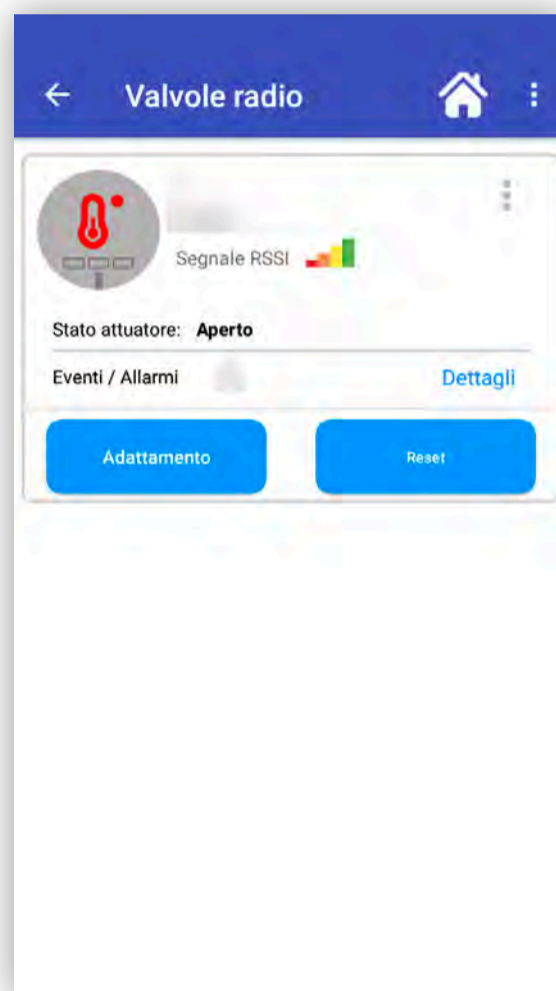 Valvole radio
Segnale RSSI
Stato attuatore: Aperto
Eventi / Allarmi Dettagli
Adattamento Reset